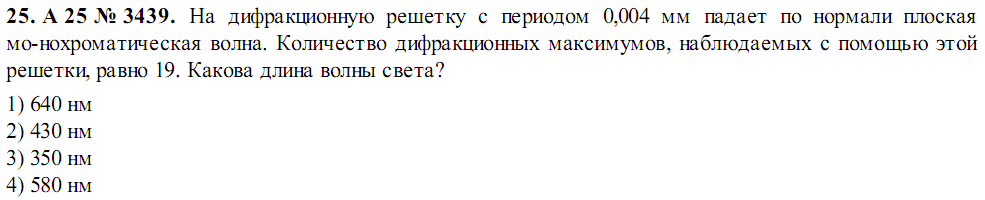 25. А 25 № 3439. На дифракционную решетку с периодом 0,004 мм падает по нормали плоская
мо-нохроматическая волна. Количество дифракционных максимумов, наблюдаемых с помощью этой
решетки, равно 19. Какова длина волны света?
1) 640 нм
2) 430 нм
3) 350 нм
4) 580 нм